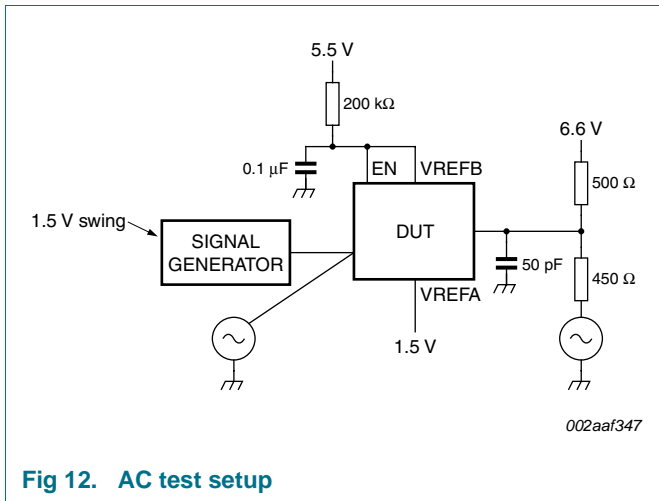 5.5 V
200 kΩ
6.6 V
0.1 μF
EN
VREFB
500 Ω
1.5 V swing
SIGNAL
GENERATOR
DUT
50 pF
450 Ω
VREFA
1.5 V
002aaf347
Fig 12. AC test setup